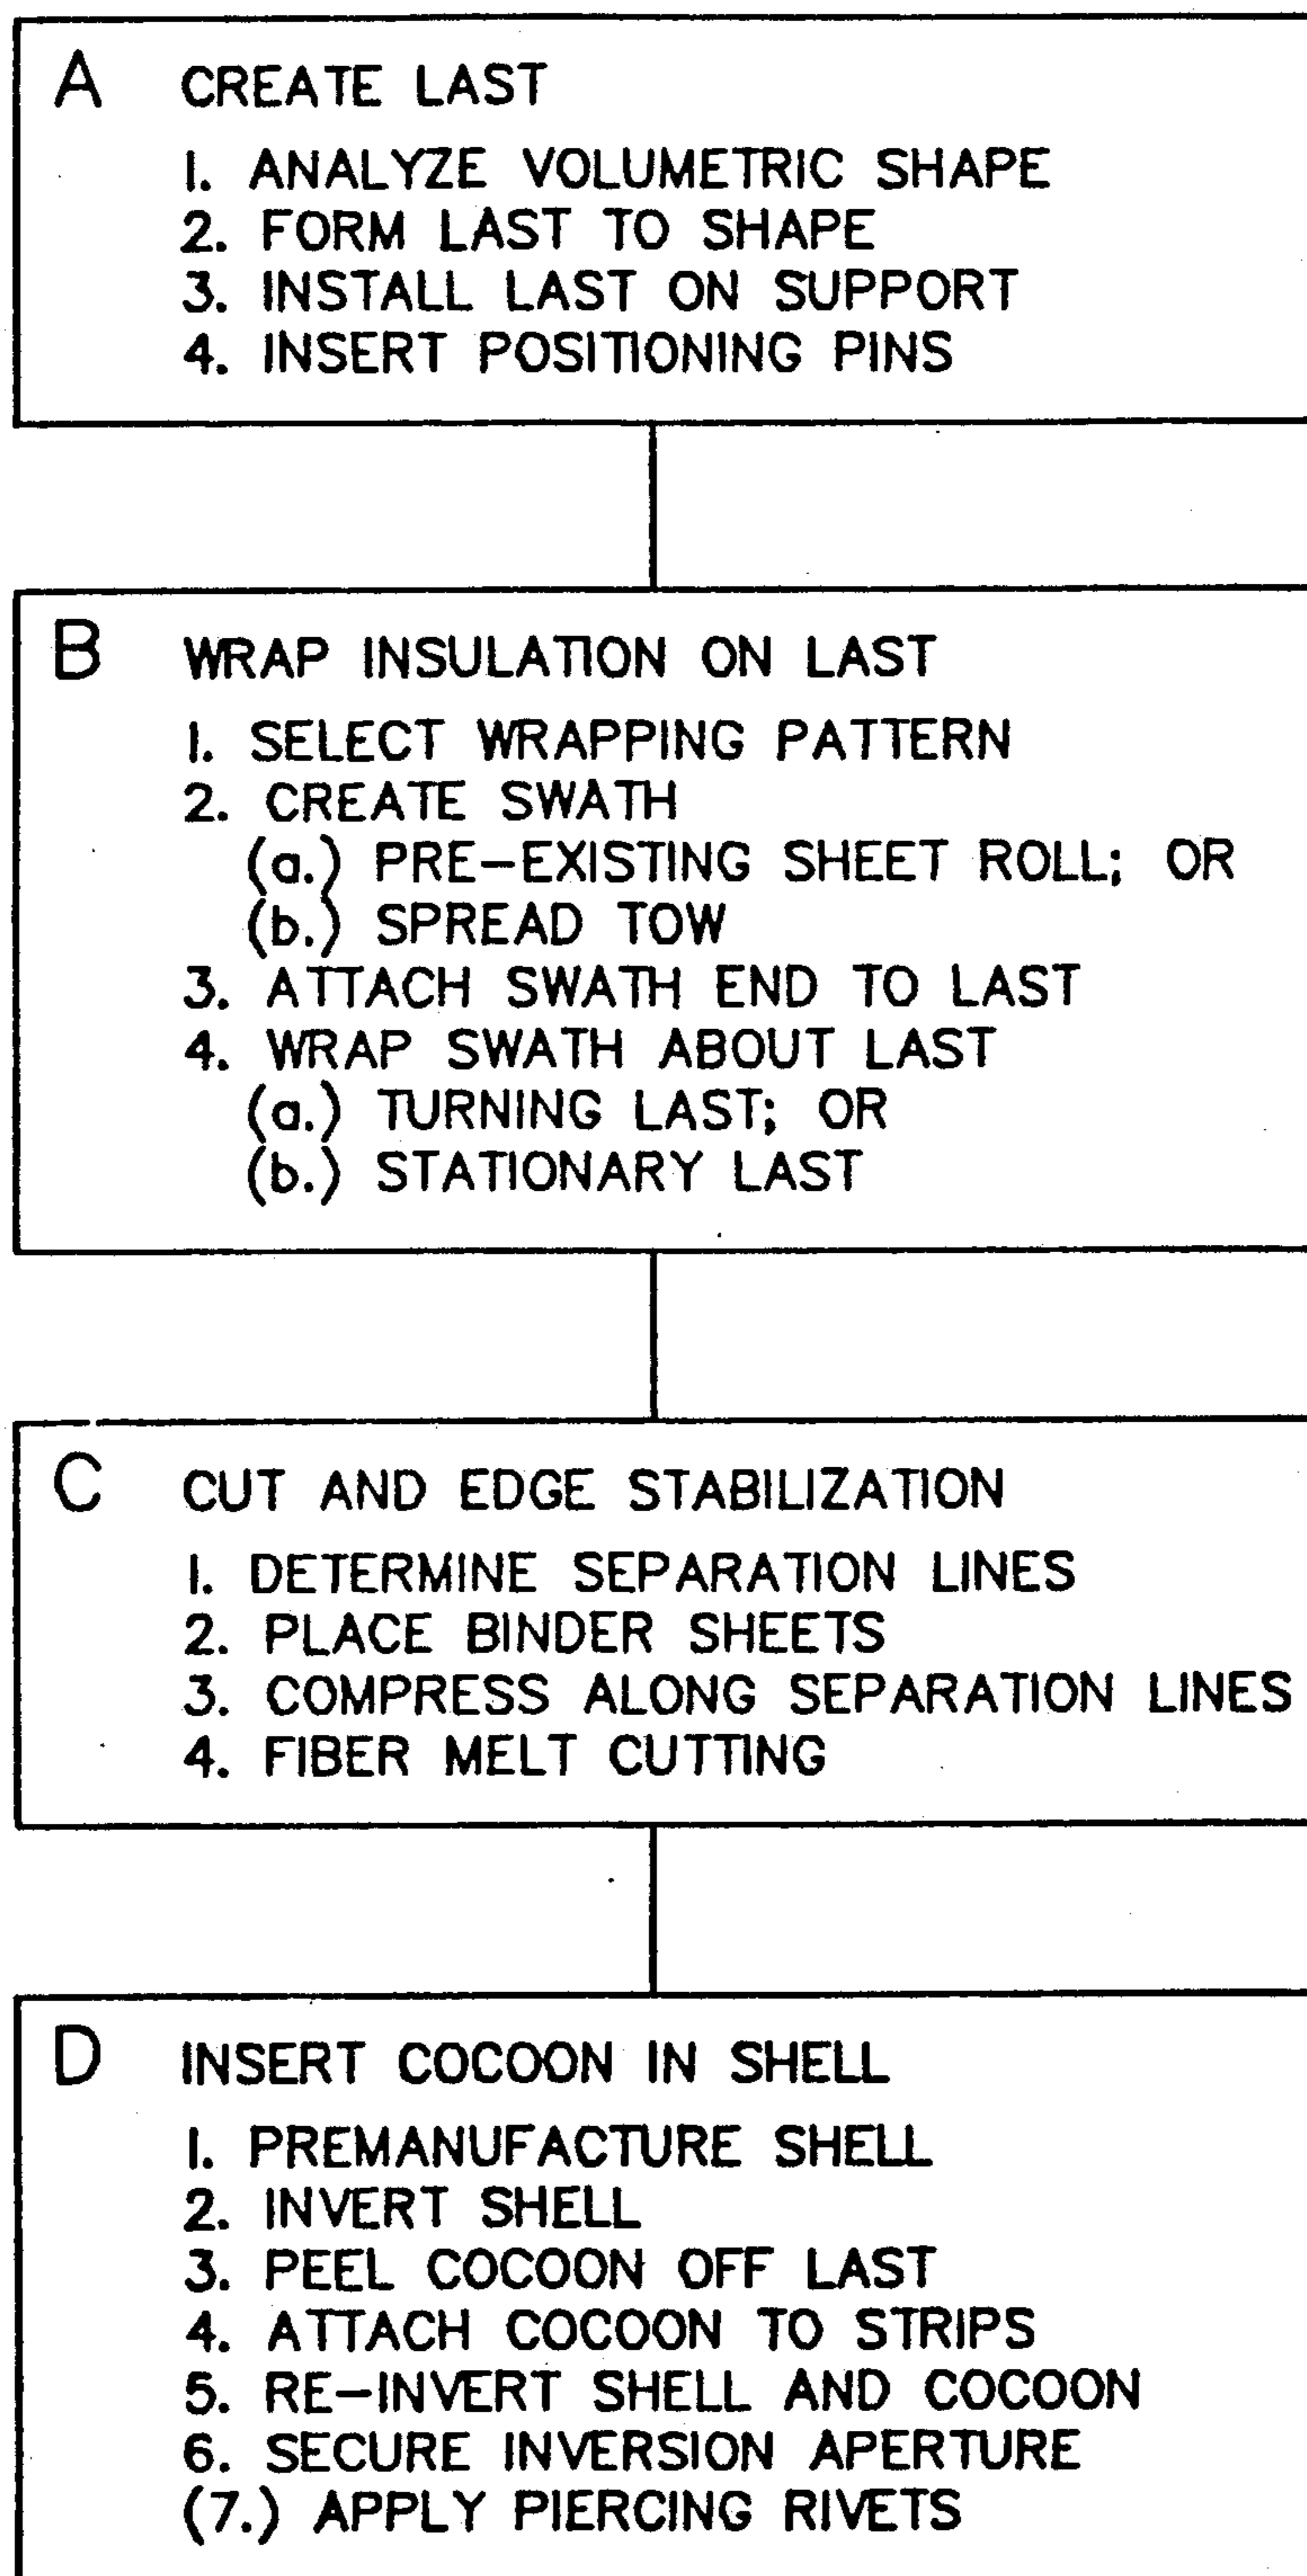 A CREATE LAST
1. ANALYZE VOLUMETRIC SHAPE
2. FORM LAST TO SHAPE
3. INSTALL LAST ON SUPPORT
4. INSERT POSITIONING PINS
B WRAP INSULATION ON LAST
1. SELECT WRAPPING PATTERN
2. CREATE SWATH
(a.) PRE-EXISTING SHEET ROLL; OR
(b.) SPREAD TOW
3. ATTACH SWATH END TO LAST
4. WRAP SWATH ABOUT LAST
(a.) TURNING LAST; OR
(b.) STATIONARY LAST
C CUT AND EDGE STABILIZATION
1. DETERMINE SEPARATION LINES
2. PLACE BINDER SHEETS
3. COMPRESS ALONG SEPARATION LINES
4. FIBER MELT CUTTING
D INSERT COCOON IN SHELL
1. PREMANUFACTURE SHELL
2. INVERT SHELL
3. PEEL COCOON OFF LAST
4. ATTACH COCOON TO STRIPS
5. RE-INVERT SHELL AND COCOON
6. SECURE INVERSION APERTURE
(7.) APPLY PIERCING RIVETS